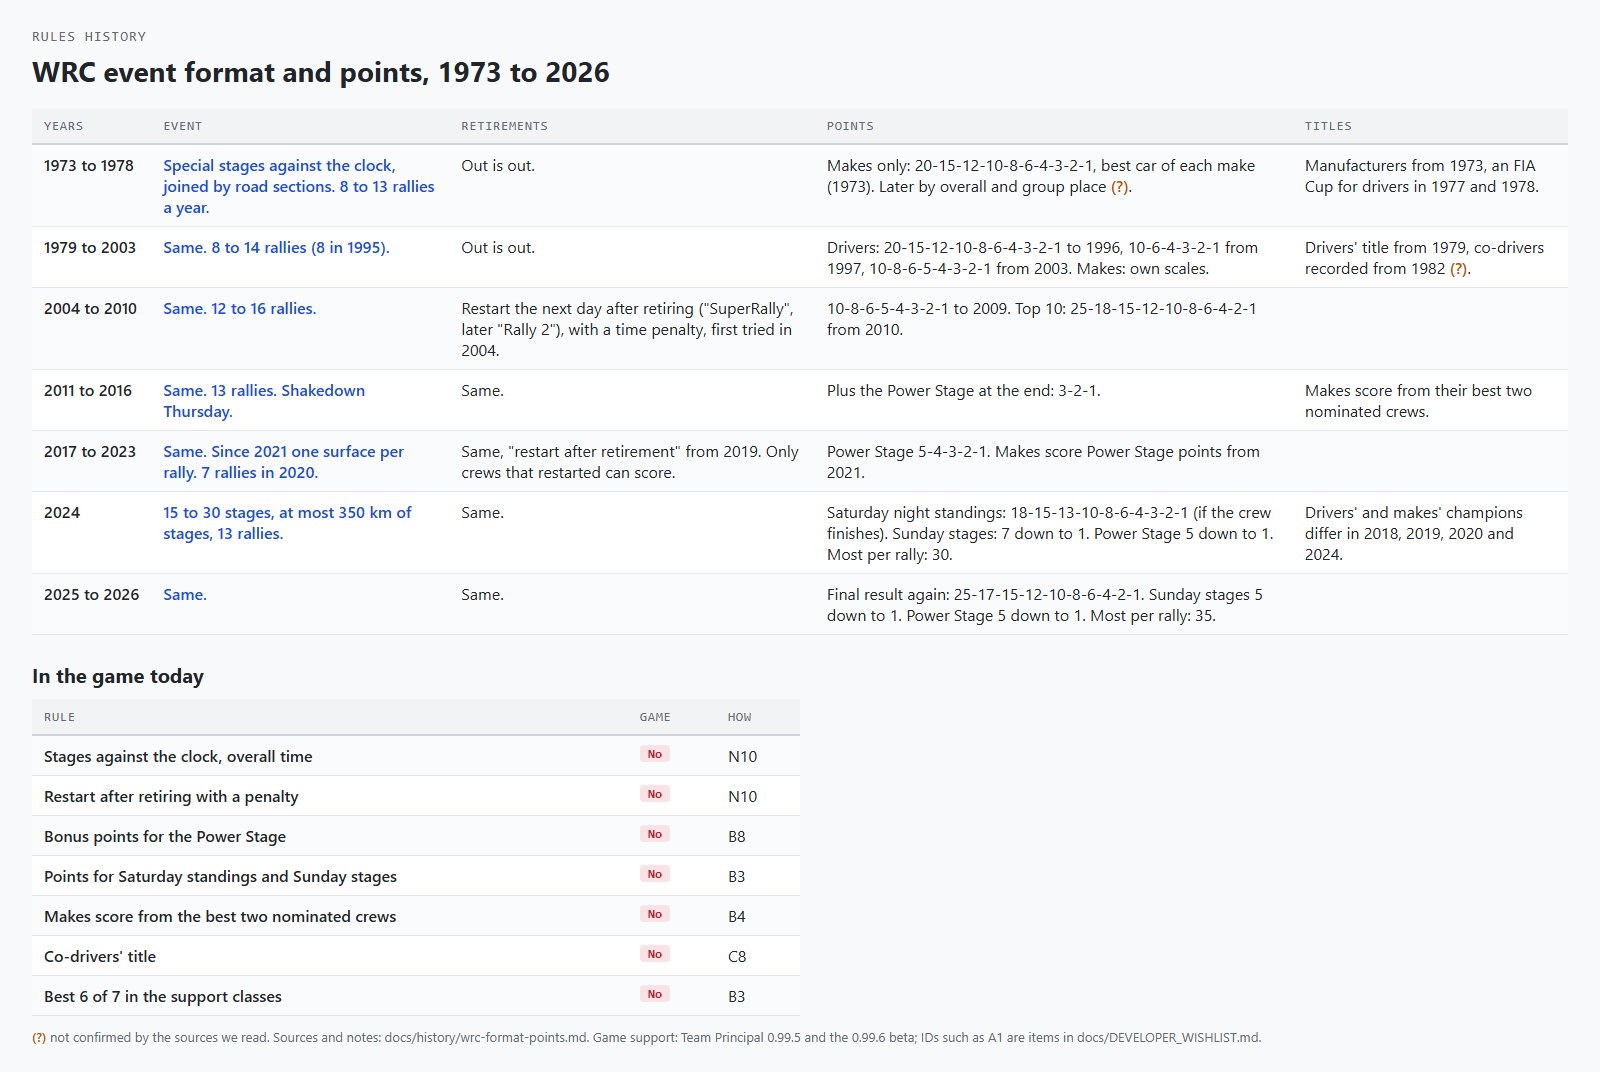 RULES HISTORY
WRC event format and points, 1973 to 2026
YEARS EVENT RETIREMENTS POINTS TITLES
1973 to 1978 Special stages against the clock, Out is out. Makes only: 20-15-12-10-8-6-4-3-2-1, best car of each make Manufacturers from 1973, an FIA
joined by road sections. 8 to 13 rallies (1973). Later by overall and group place (?). Cup for drivers in 1977 and 1978.
a year.
1979 to 2003 Same. 8 to 14 rallies (8 in 1995). Out is out. Drivers: 20-15-12-10-8-6-4-3-2-1 to 1996, 10-6-4-3-2-1 from Drivers' title from 1979, co-drivers
1997, 10-8-6-5-4-3-2-1 from 2003. Makes: own scales. recorded from 1982 (?).
2004 to 2010 Same. 12 to 16 rallies. Restart the next day after retiring ("SuperRally", 10-8-6-5-4-3-2-1 to 2009. Top 10: 25-18-15-12-10-8-6-4-2-1
later "Rally 2"), with a time penalty, first tried in from 2010.
2004.
2011 to 2016 Same. 13 rallies. Shakedown Same. Plus the Power Stage at the end: 3-2-1. Makes score from their best two
Thursday. nominated crews.
2017 to 2023 Same. Since 2021 one surface per Same, "restart after retirement" from 2019. Only Power Stage 5-4-3-2-1. Makes score Power Stage points from
rally. 7 rallies in 2020. crews that restarted can score. 2021.
2024 15 to 30 stages, at most 350 km of Same. Saturday night standings: 18-15-13-10-8-6-4-3-2-1 (if the crew Drivers' and makes' champions
stages, 13 rallies. finishes). Sunday stages: 7 down to 1. Power Stage 5 down to 1. differ in 2018, 2019, 2020 and
Most per rally: 30. 2024.
2025 to 2026 Same. Same. Final result again: 25-17-15-12-10-8-6-4-2-1. Sunday stages 5
down to 1. Power Stage 5 down to 1. Most per rally: 35.
In the game today
RULE GAME HOW
Stages against the clock, overall time No N10
Restart after retiring with a penalty No N10
Bonus points for the Power Stage No B8
Points for Saturday standings and Sunday stages No B3
Makes score from the best two nominated crews No B4
Co-drivers' title No C8
Best 6 of 7 in the support classes No B3
(?) not confirmed by the sources we read. Sources and notes: docs/history/wrc-format-points.md. Game support: Team Principal 0.99.5 and the 0.99.6 beta; IDs such as A1 are items in docs/DEVELOPER_WISHLIST.md.